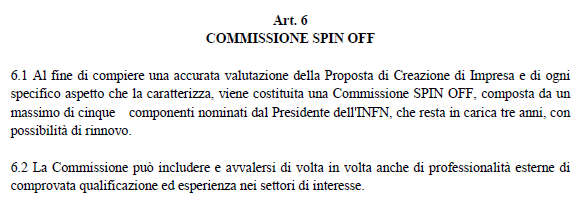 Art. 6
COMMISSIONE SPIN OFF
6.1 Al fine di compiere una accurata valutazione della Proposta di Creazione di Impresa e di ogni
specifico aspetto che la caratterizza, viene costituita una Commissione SPIN OFF, composta da un
massimo di cinque componenti nominati dal Presidente dell'INFN, che resta in carica tre anni, con
possibilità di rinnovo.
6.2 La Commissione può includere e avvalersi di volta in volta anche di professionalità esterne di
comprovata qualificazione ed esperienza nei settori di interesse.